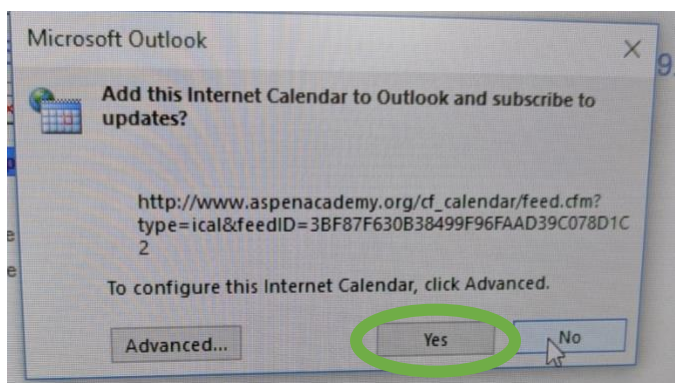 Microsoft Outlook
Add this Internet Calendar to Outlook and subscribe to
updates?
http://www.aspenacademy.org/cf_calendar/feed.cfm?
type=ical&feedID=3BF87F630B38499F96FAAD39C078D1C
2
To configure this Internet Calendar, click Advanced.
Advanced...
Yes
No
9
e
e